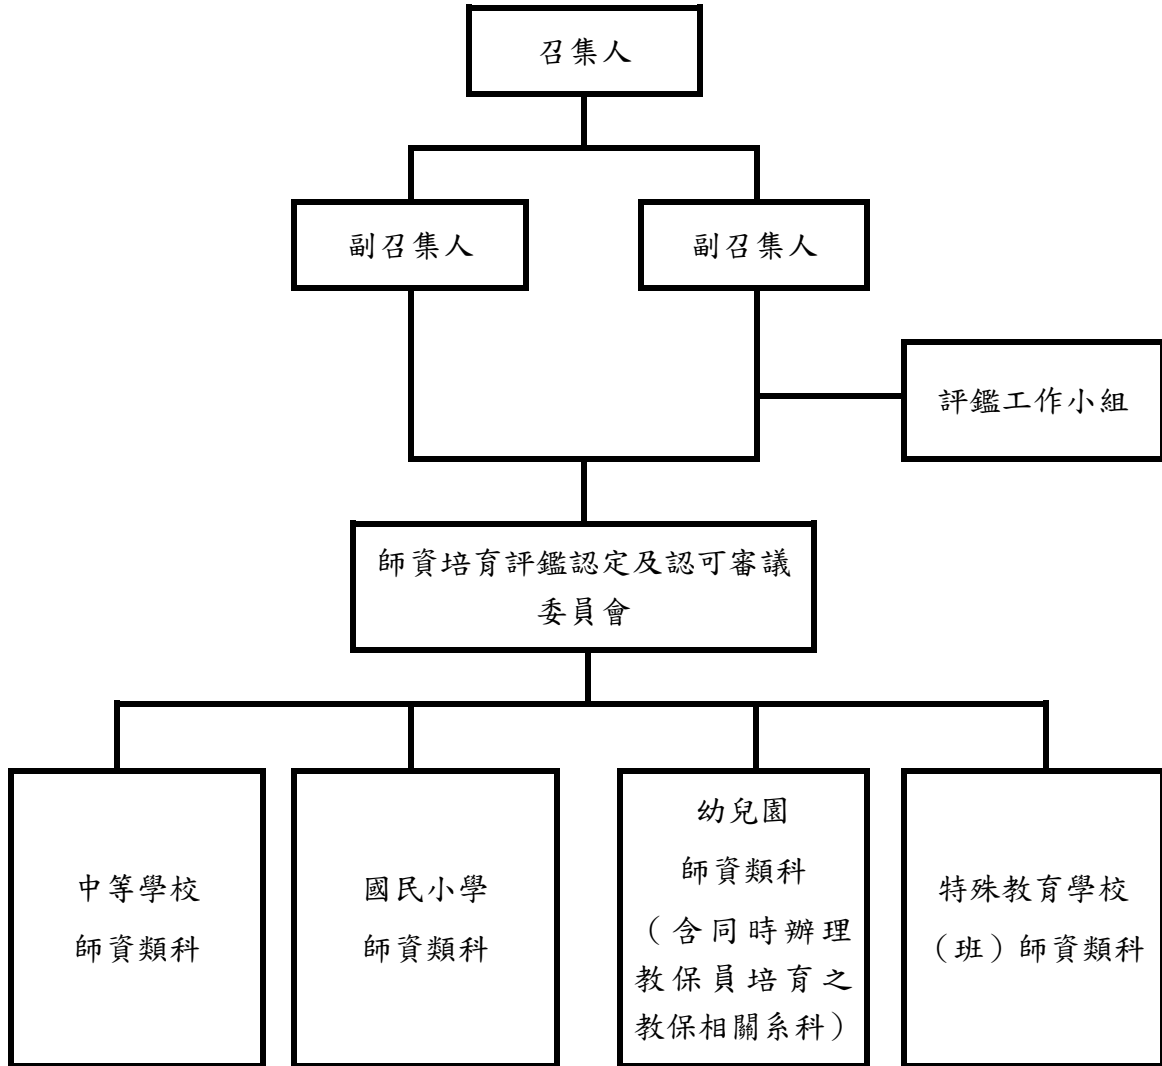 召集人
副召集人
副召集人
評鑑工作小組
師資培育評鑑認定及認可審議
委員會
中等學校
師資類科
國民小學
師資類科
幼兒園
師資類科
（含同時辦理
教保員培育之
教保相關系科）
特殊教育學校
（班）師資類科